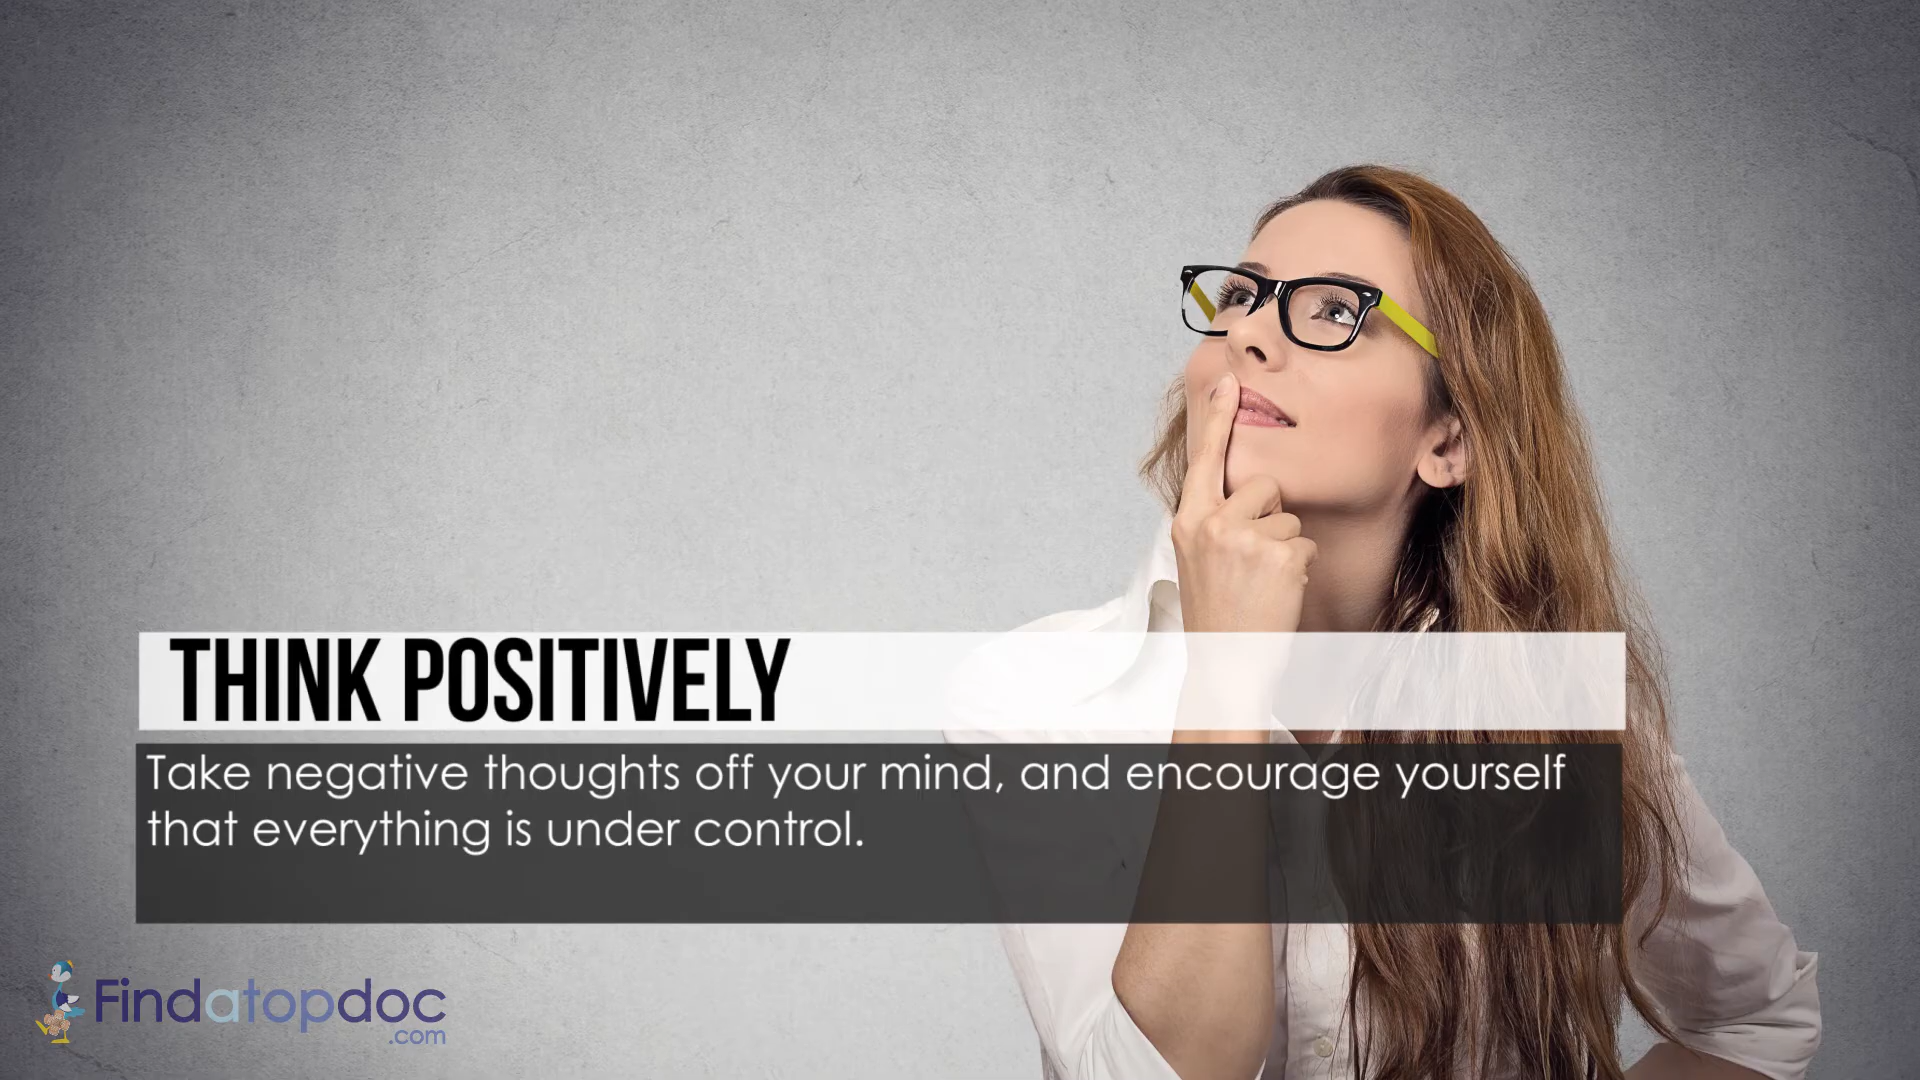 THINK POSITIVELY
Take negative thoughts off your mind, and encourage yourself
that everything is under control.
Findatopdoc
.com